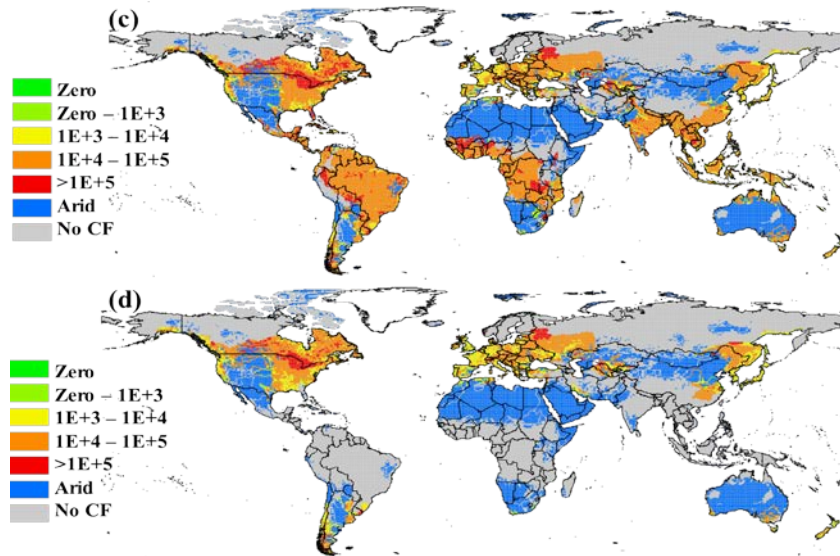 (c)
Zero
Zero – 1E+3
1E+3 – 1E+4
1E+4 – 1E+5
>1E+5
Arid
No CF
(d)
Zero
Zero – 1E+3
1E+3 – 1E+4
1E+4 – 1E+5
>1E+5
Arid
No CF